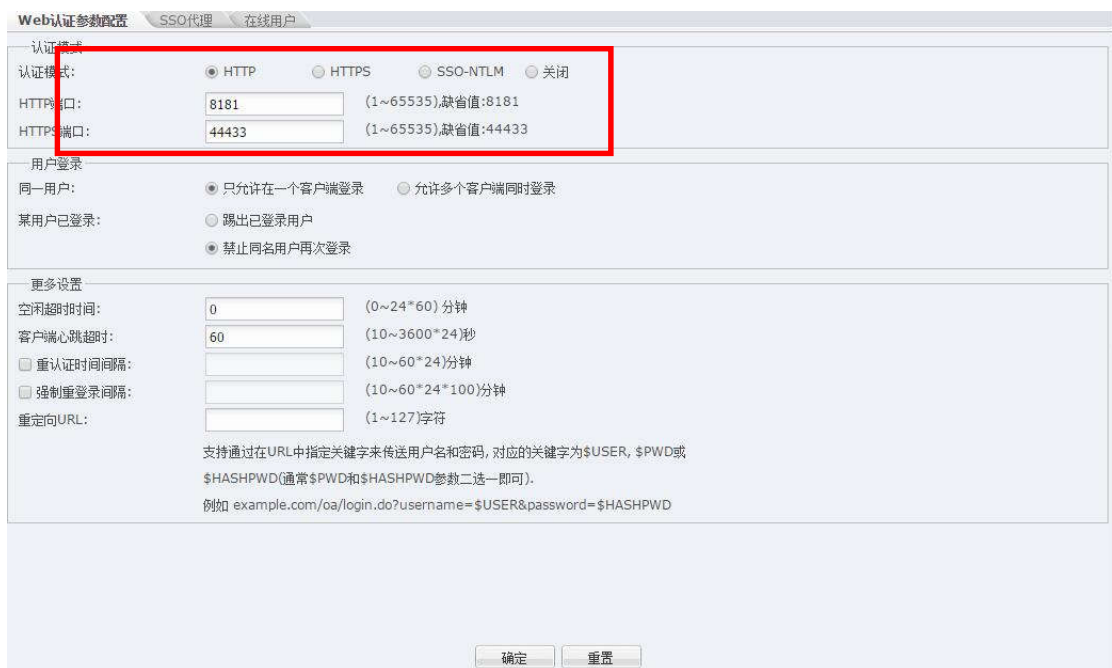 Web认证参数配置 SSO代理 在线用户
认证模式
认证模式: HTTP HTTPS SSO-NTLM 关闭
HTTP端口: 8181 (1~65535),缺省值:8181
HTTPS端口: 44433 (1~65535),缺省值:44433
用户登录
同一用户: 只允许在一个客户端登录 允许多个客户端同时登录
某用户已登录: 踢出已登录用户
禁止同名用户再次登录
更多设置
空闲超时时间: 0 (0~24*60) 分钟
客户端心跳超时: 60 (10~3600*24)秒
重认证时间间隔: (10~60*24)分钟
强制重登录间隔: (10~60*24*100)分钟
重定向URL: (1~127)字符
支持通过在URL中指定关键字来传送用户名和密码, 对应的关键字为$USER, $PWD或
$HASHPWD(通常$PWD和$HASHPWD参数二选一即可).
例如 example.com/oa/login.do?username=$USER&password=$HASHPWD
确定 重置